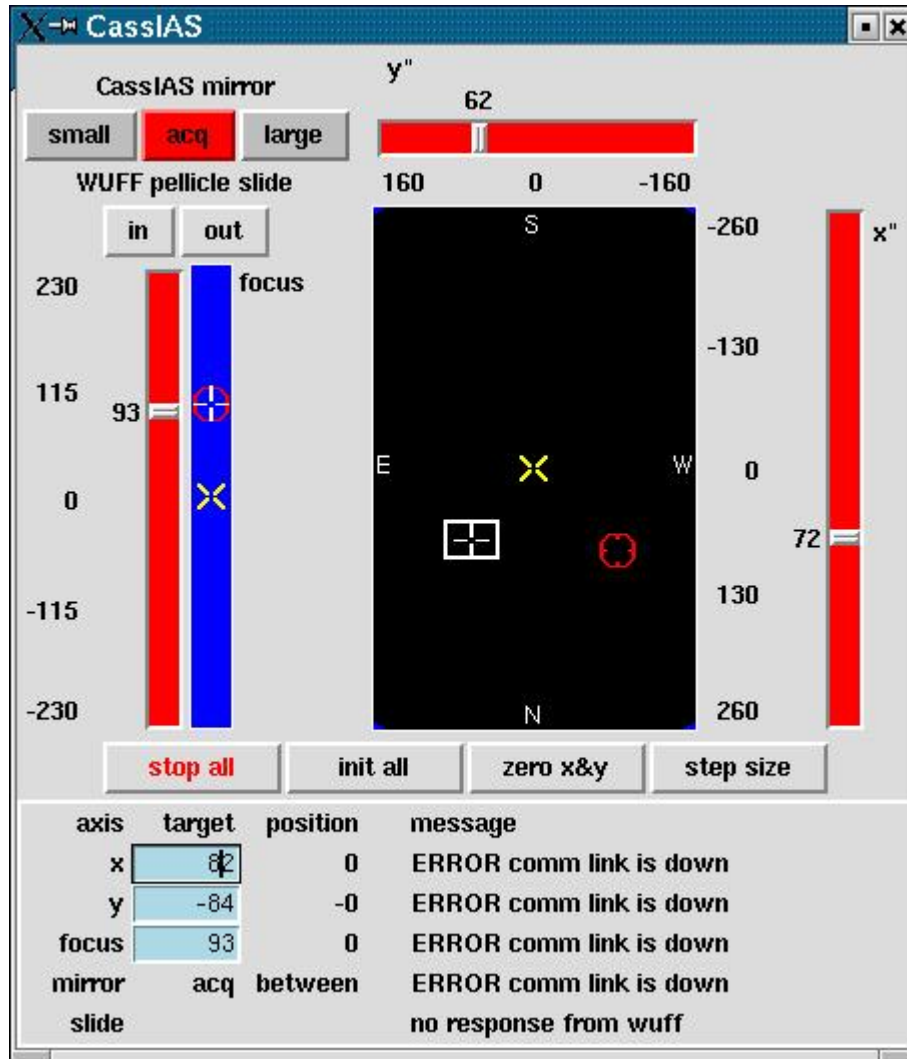 CassIAS
CassIAS mirror
small acq large
WUFF pellicle slide
in out
focus
230
115
93
0
-115
-230
y"
62
160 0 -160
S
E W
N
x"
-260
-130
0
72
130
260
stop all init all zero x&y step size
axis target position message
x 82 0 ERROR comm link is down
y -84 -0 ERROR comm link is down
focus 93 0 ERROR comm link is down
mirror acq between ERROR comm link is down
slide no response from wuff